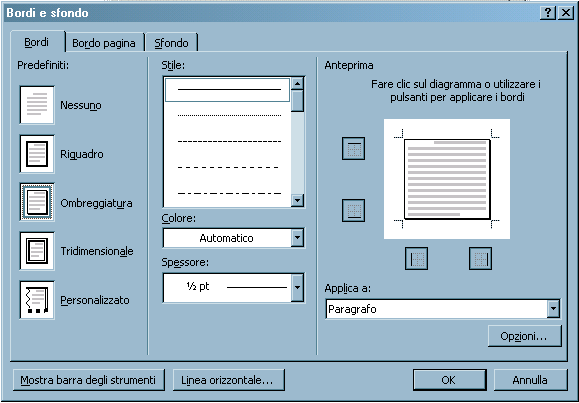 Bordi e sfondo
Bordi
Bordo pagina
Sfondo
Predefiniti:
Nessuno
Riquadro
Ombreggiatura
Tridimensionale
Personalizzato
Stile:
Colore:
Automatico
Spessore:
½ pt
Anteprima
Fare clic sul diagramma o utilizzare i
pulsanti per applicare i bordi
Applica a:
Paragrafo
Opzioni...
Mostra barra degli strumenti
Linea orizzontale...
OK
Annulla